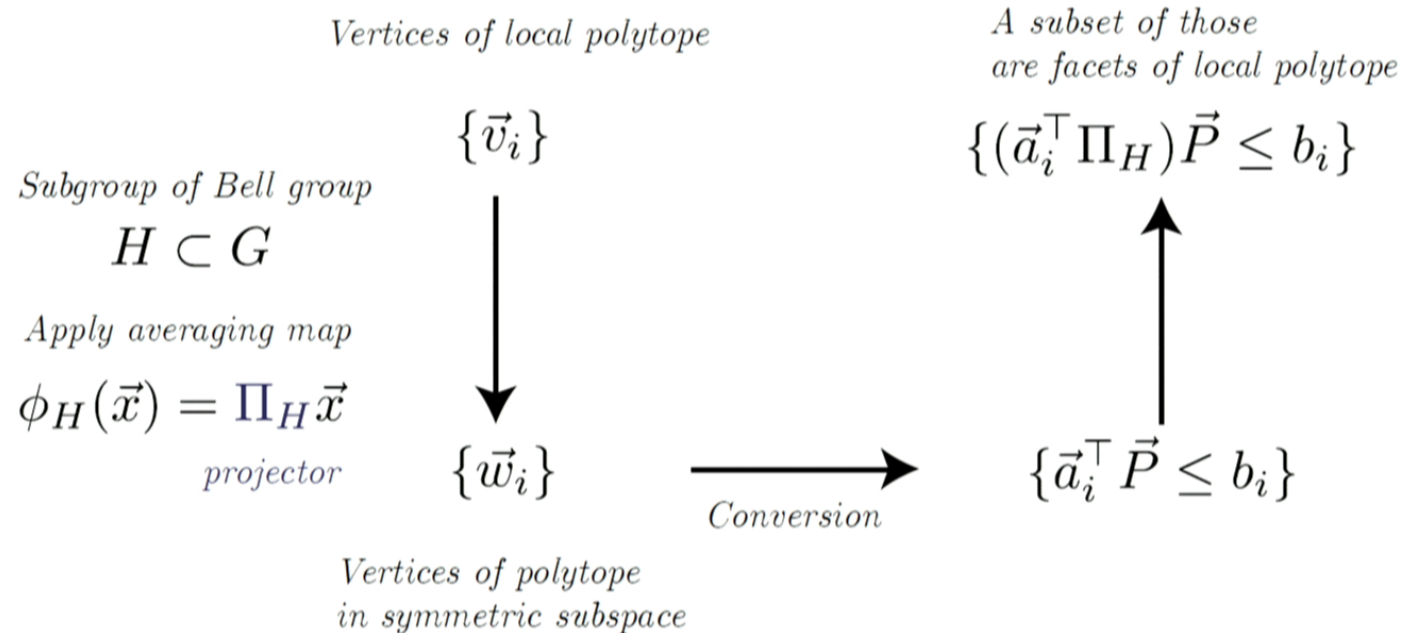 Vertices of local polytope
{v⃗ᵢ}
Subgroup of Bell group
H ⊂ G
Apply averaging map
ϕ_H(x⃗) = Π_H x⃗
projector
{w⃗ᵢ}
Vertices of polytope
in symmetric subspace
Conversion
{a⃗ᵢ^⊤ P⃗ ≤ bᵢ}
A subset of those
are facets of local polytope
{(a⃗ᵢ^⊤ Π_H) P⃗ ≤ bᵢ}